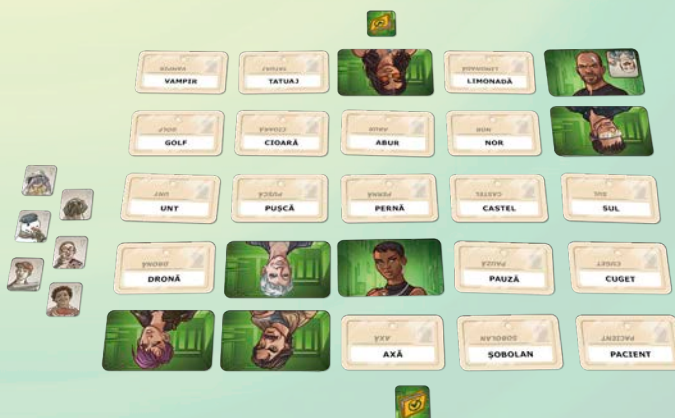 VAMPIR
TATUAJ
LIMONADĂ
GOLF
CIOARĂ
ABUR
NOR
UNT
PUȘCĂ
PERNĂ
CASTEL
SUL
DRONĂ
PAUZĂ
CUGET
AXĂ
ȘOBOLAN
PACIENT